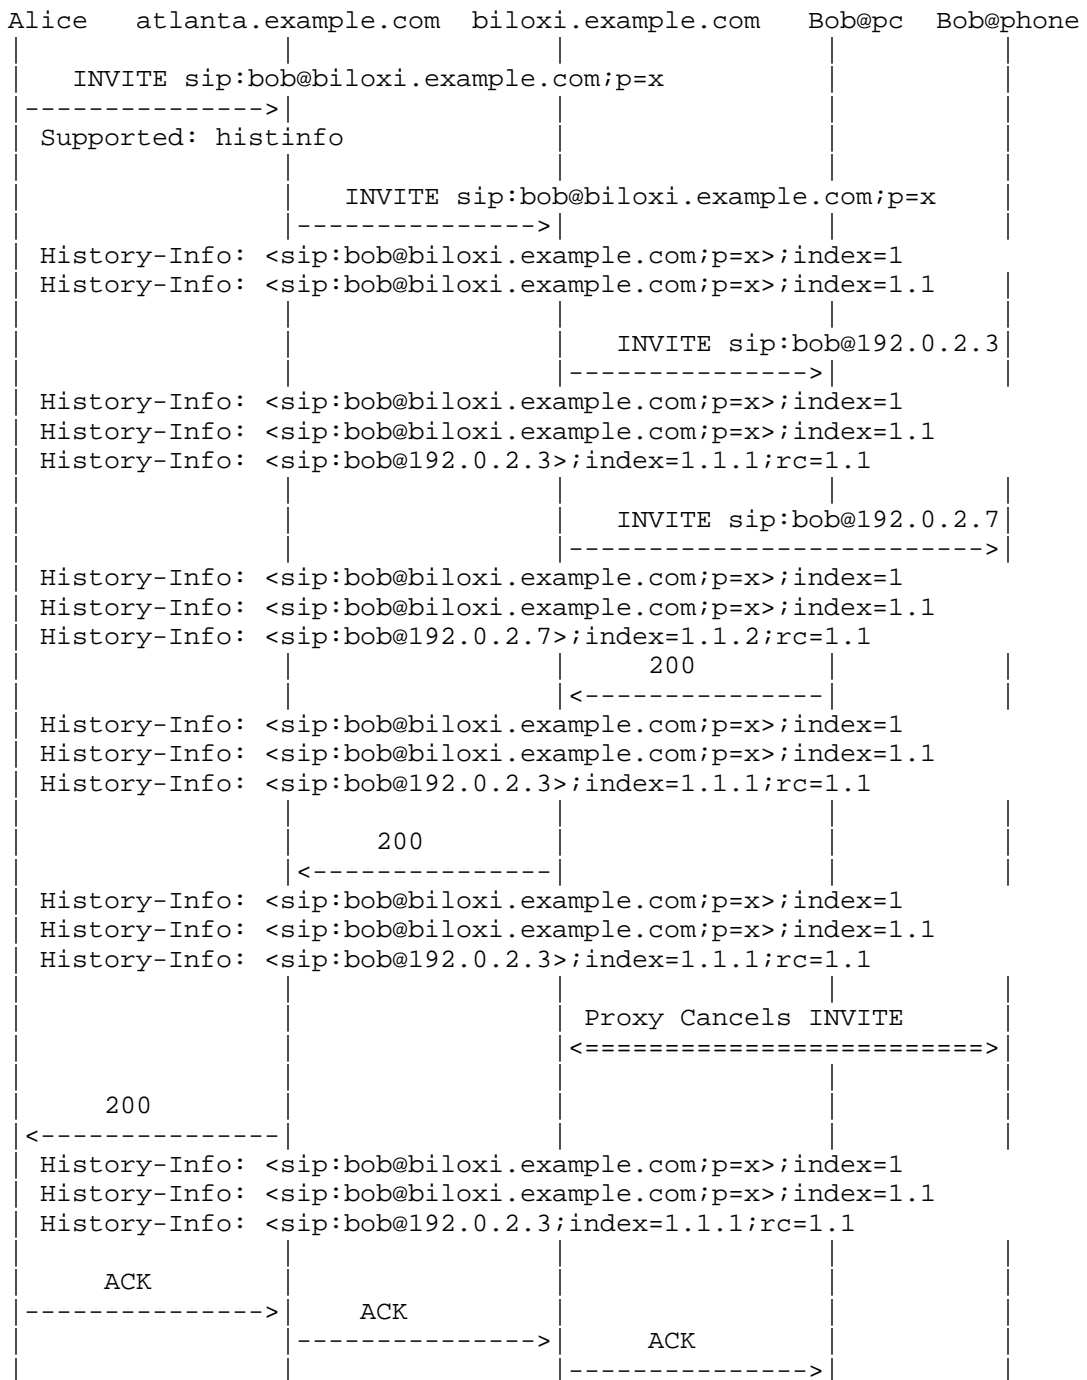 Alice   atlanta.example.com  biloxi.example.com   Bob@pc  Bob@phone
INVITE sip:bob@biloxi.example.com;p=x
Supported: histinfo
INVITE sip:bob@biloxi.example.com;p=x
History-Info: <sip:bob@biloxi.example.com;p=x>;index=1
History-Info: <sip:bob@biloxi.example.com;p=x>;index=1.1
INVITE sip:bob@192.0.2.3
History-Info: <sip:bob@biloxi.example.com;p=x>;index=1
History-Info: <sip:bob@biloxi.example.com;p=x>;index=1.1
History-Info: <sip:bob@192.0.2.3>;index=1.1.1;rc=1.1
INVITE sip:bob@192.0.2.7
History-Info: <sip:bob@biloxi.example.com;p=x>;index=1
History-Info: <sip:bob@biloxi.example.com;p=x>;index=1.1
History-Info: <sip:bob@192.0.2.7>;index=1.1.2;rc=1.1
200
History-Info: <sip:bob@biloxi.example.com;p=x>;index=1
History-Info: <sip:bob@biloxi.example.com;p=x>;index=1.1
History-Info: <sip:bob@192.0.2.3>;index=1.1.1;rc=1.1
200
History-Info: <sip:bob@biloxi.example.com;p=x>;index=1
History-Info: <sip:bob@biloxi.example.com;p=x>;index=1.1
History-Info: <sip:bob@192.0.2.3>;index=1.1.1;rc=1.1
Proxy Cancels INVITE
200
History-Info: <sip:bob@biloxi.example.com;p=x>;index=1
History-Info: <sip:bob@biloxi.example.com;p=x>;index=1.1
History-Info: <sip:bob@192.0.2.3;index=1.1.1;rc=1.1
ACK
ACK
ACK